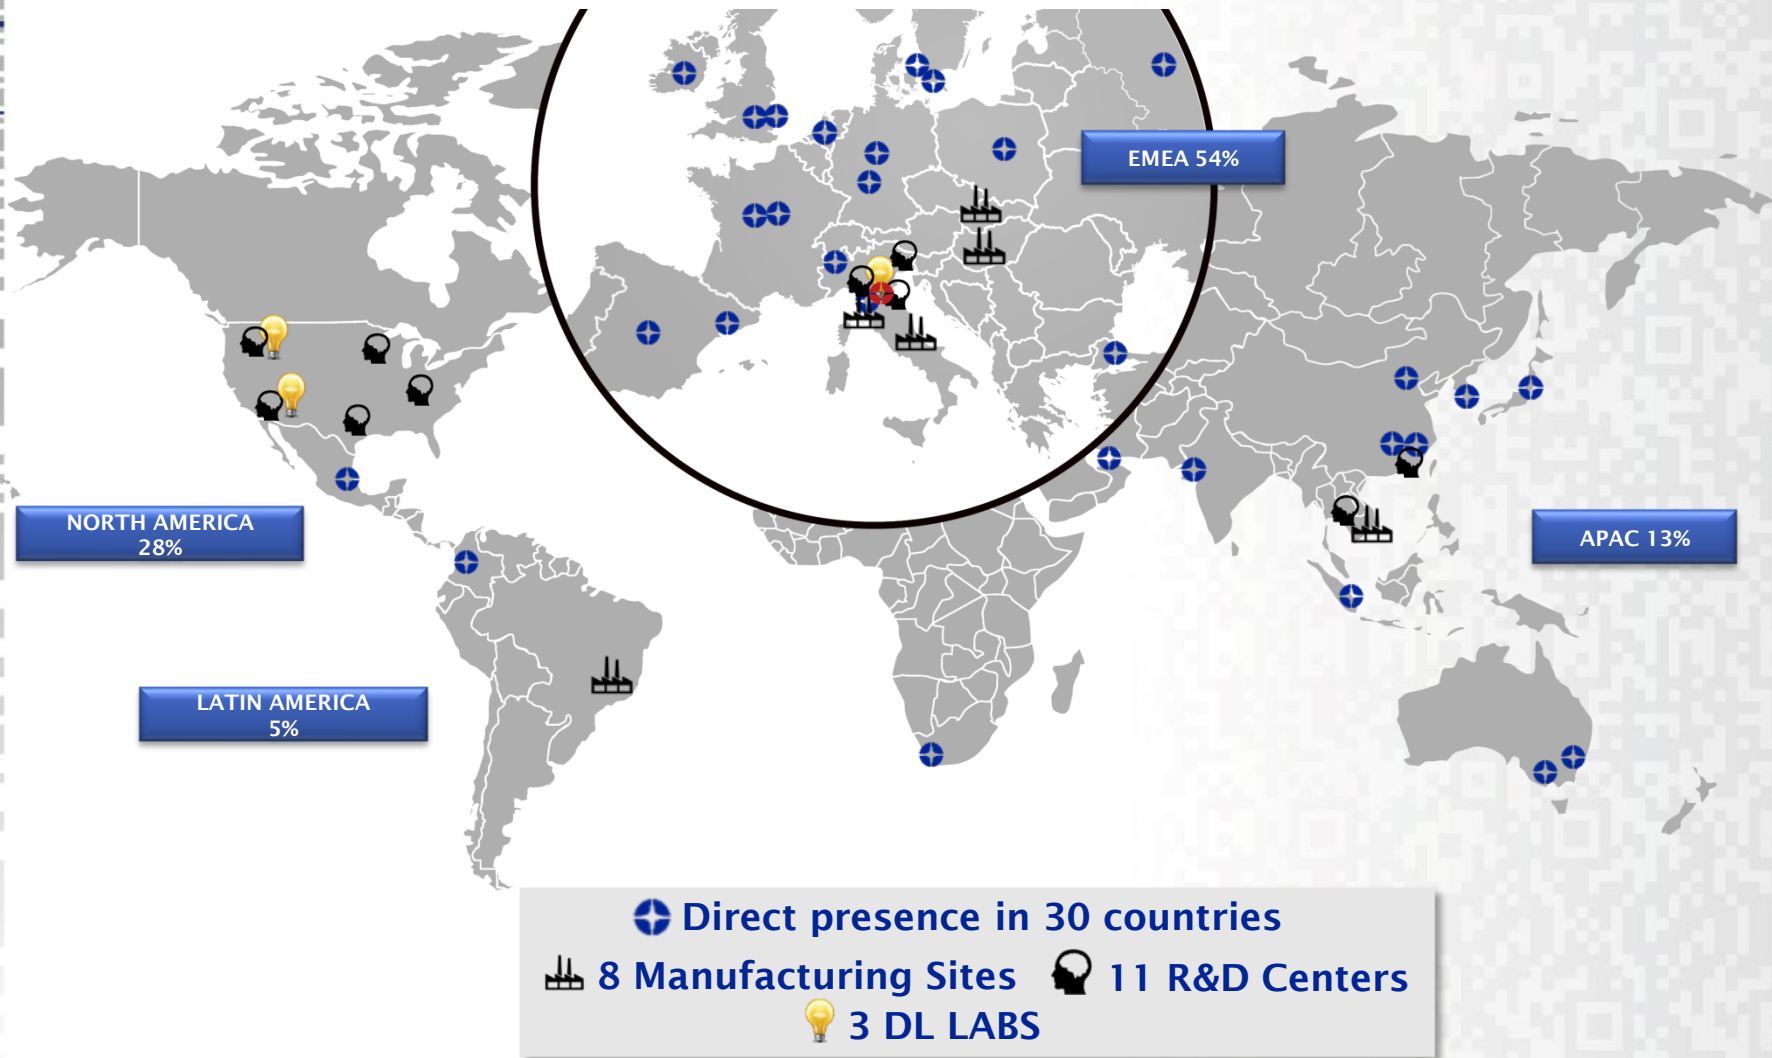 EMEA 54%
NORTH AMERICA
28%
APAC 13%
LATIN AMERICA
5%
Direct presence in 30 countries
8 Manufacturing Sites 11 R&D Centers
3 DL LABS